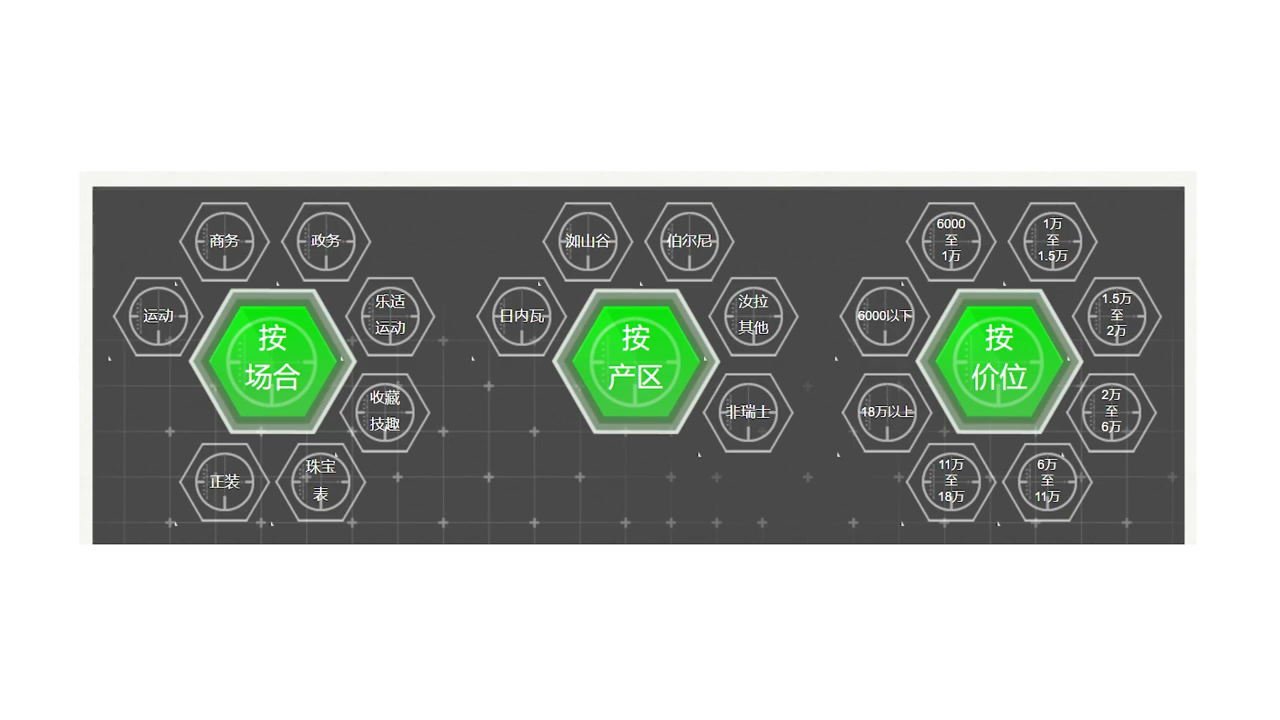 按
场合
运动
商务
政务
乐适
运动
收藏
技趣
珠宝
表
正装
按
产区
日内瓦
汹山谷
伯尔尼
汝拉
其他
非瑞士
按
价位
6000以下
6000
至
1万
1万
至
1.5万
1.5万
至
2万
2万
至
6万
6万
至
11万
11万
至
18万
18万以上